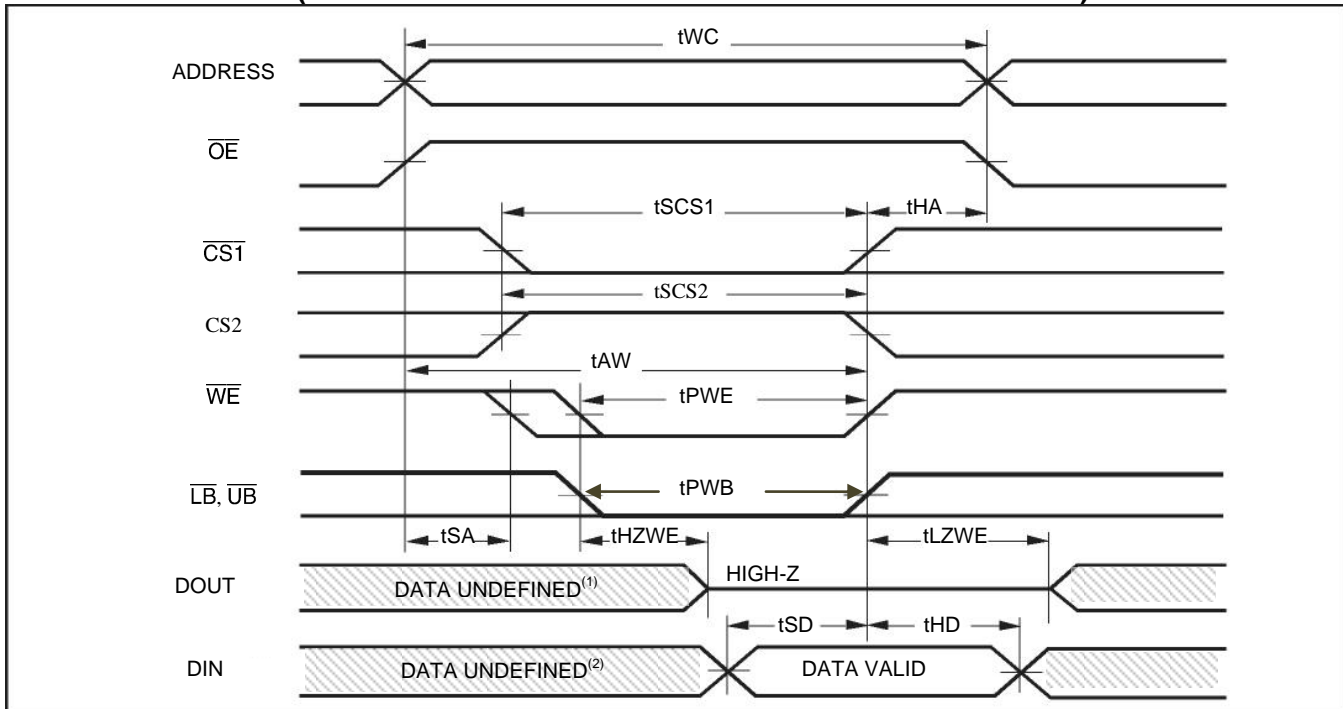 tWC
ADDRESS
OE
tSCS1
tHA
CS1
tSCS2
CS2
tAW
WE
tPWE
LB, UB
tPWB
tSA
tHZWE
tLZWE
DOUT
DATA UNDEFINED(1)
HIGH-Z
tSD
tHD
DIN
DATA UNDEFINED(2)
DATA VALID